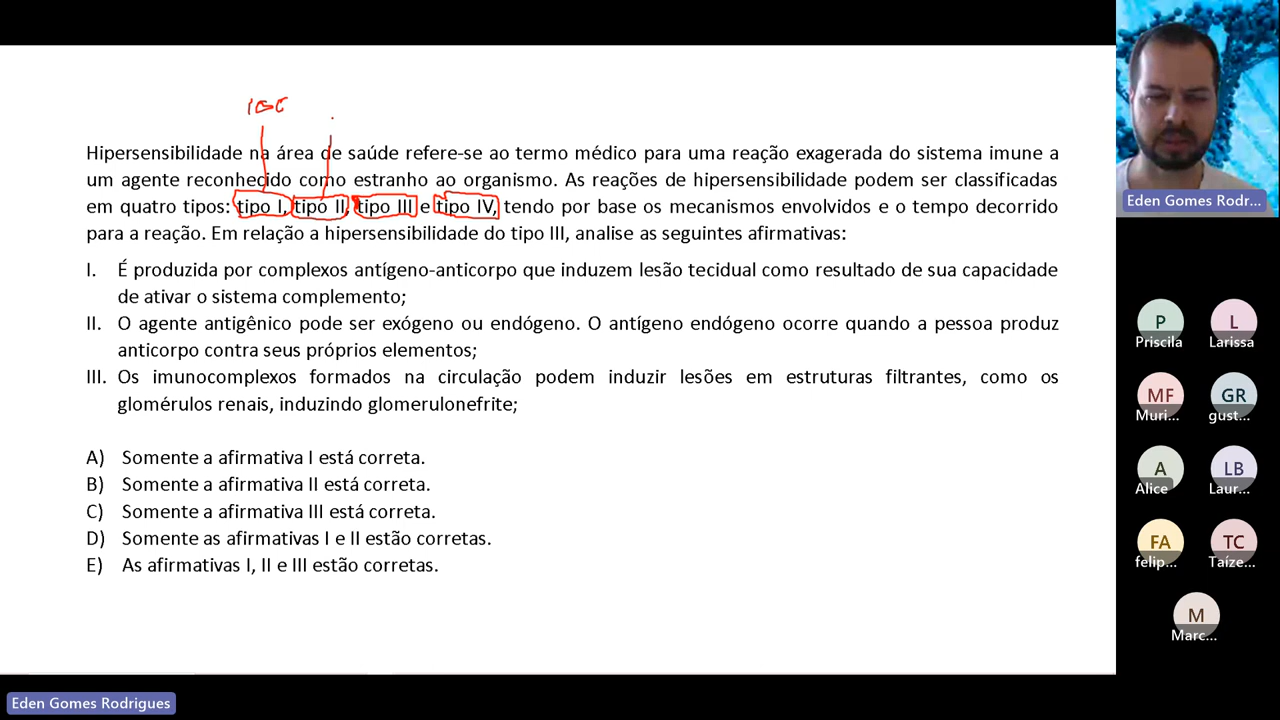 IGE
Hipersensibilidade na área de saúde refere-se ao termo médico para uma reação exagerada do sistema imune a
um agente reconhecido como estranho ao organismo. As reações de hipersensibilidade podem ser classificadas
em quatro tipos: tipo I, tipo II, tipo III e tipo IV, tendo por base os mecanismos envolvidos e o tempo decorrido
para a reação. Em relação a hipersensibilidade do tipo III, analise as seguintes afirmativas:
I. É produzida por complexos antígeno-anticorpo que induzem lesão tecidual como resultado de sua capacidade
de ativar o sistema complemento;
II. O agente antigênico pode ser exógeno ou endógeno. O antígeno endógeno ocorre quando a pessoa produz
anticorpo contra seus próprios elementos;
III. Os imunocomplexos formados na circulação podem induzir lesões em estruturas filtrantes, como os
glomérulos renais, induzindo glomerulonefrite;
A) Somente a afirmativa I está correta.
B) Somente a afirmativa II está correta.
C) Somente a afirmativa III está correta.
D) Somente as afirmativas I e II estão corretas.
E) As afirmativas I, II e III estão corretas.
Eden Gomes Rodrigues
Eden Gomes Rodr...
P
Priscila
L
Larissa
MF
Muri...
GR
gust...
A
Alice
LB
Laur...
FA
felip...
TC
Taíze...
M
Marc...